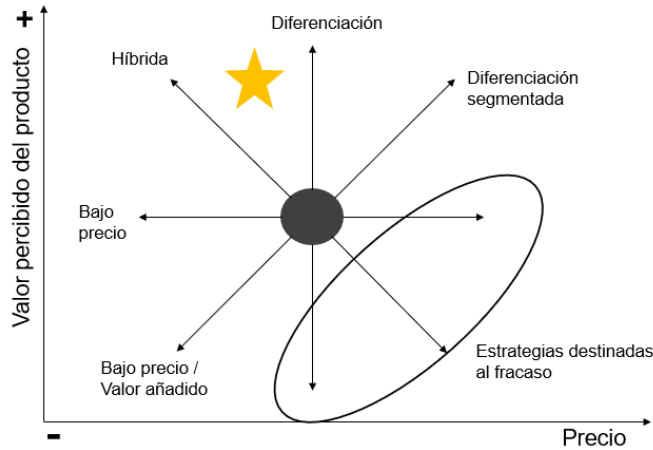 +
Diferenciación
Híbrida
Diferenciación
segmentada
Valor percibido del producto
Bajo
precio
Bajo precio /
Valor añadido
Estrategias destinadas
al fracaso
-
Precio